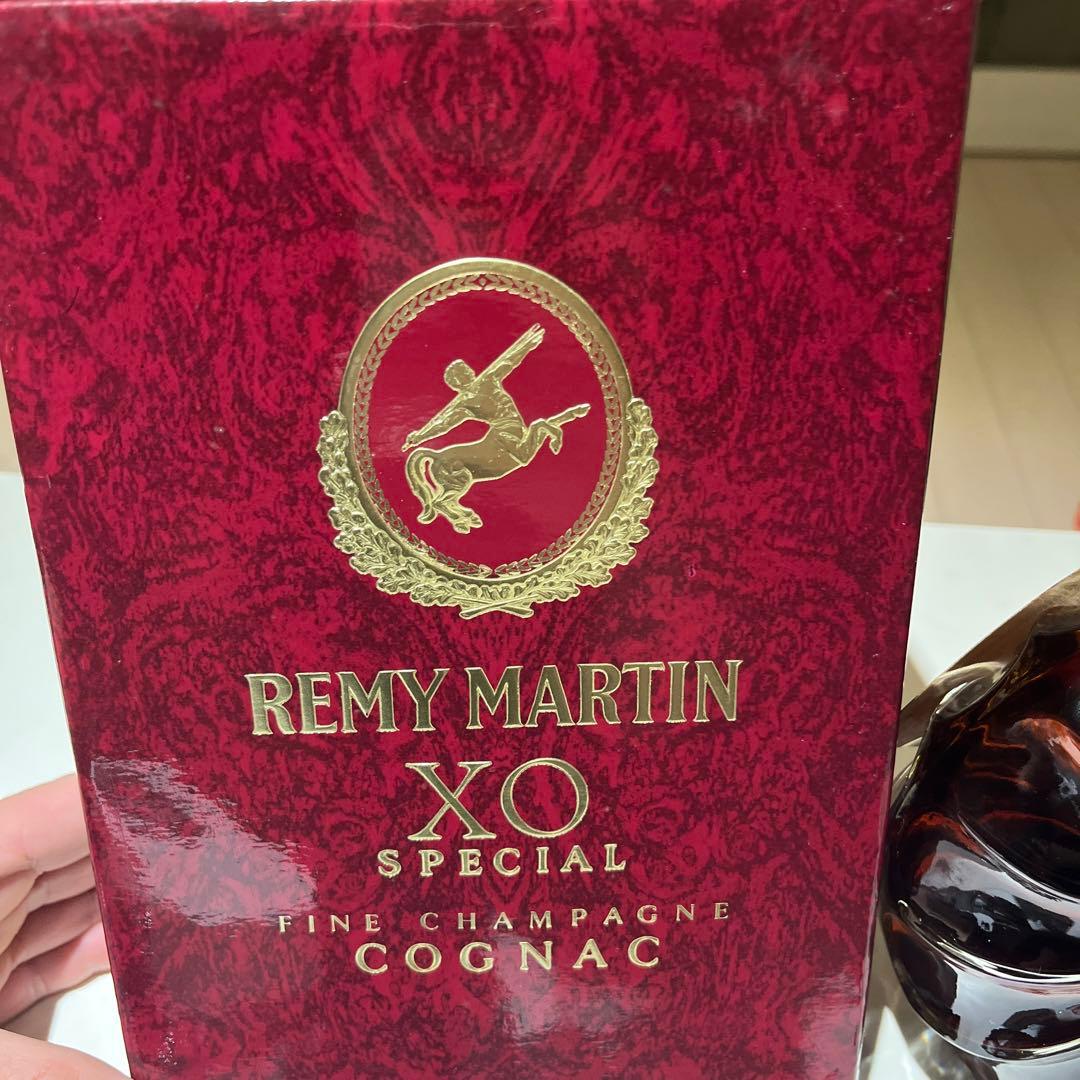 REMY MARTIN
XO
SPECIAL
FINE CHAMPAGNE
COGNAC